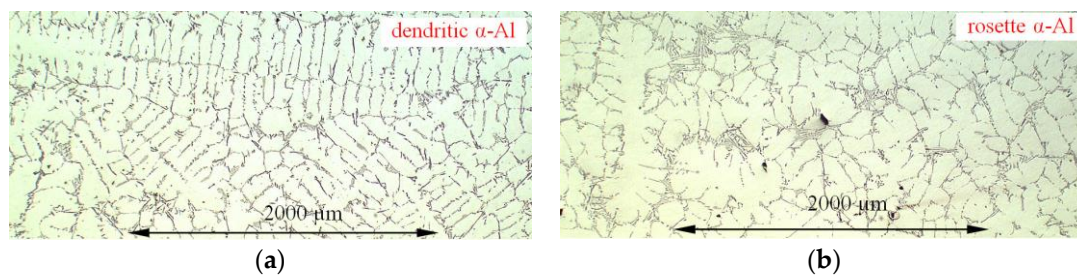 dendritic α-Al
rosette α-Al
2000 μm
2000 μm
(a)
(b)